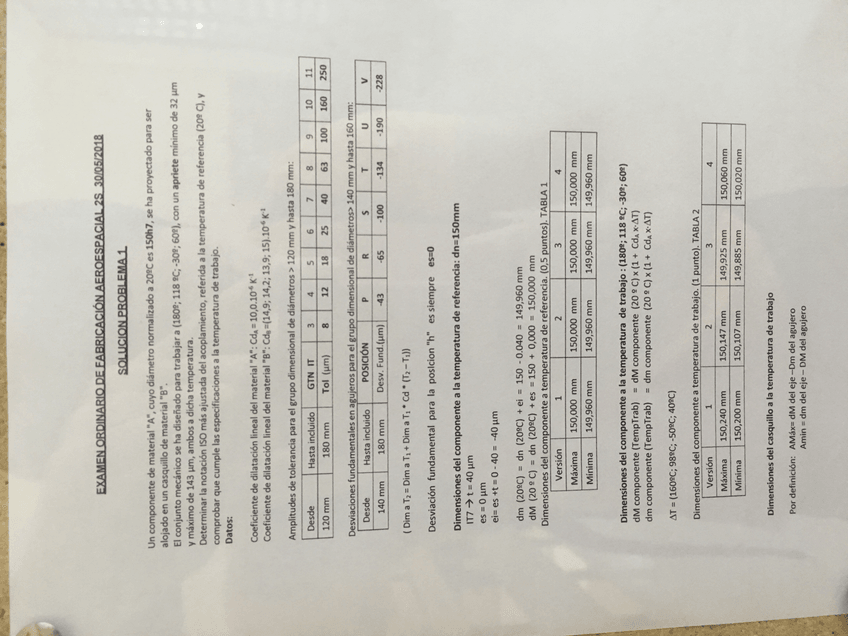 EXAMEN ORDINARIO DE FABRICACIÓN AEROESPACIAL 2S 30/05/2018
SOLUCION PROBLEMA 1
Un componente de material "A", cuyo diámetro normalizado a 20ºC es 150h7, se ha proyectado para ser
alojado en un casquillo de material "B".
El conjunto mecánico se ha diseñado para trabajar a (180º; 118 ºC; -30º; 60º), con un apriete mínimo de 32 µm
y máximo de 143 µm, ambos a dicha temperatura.
Determinar la notación ISO más ajustada del acoplamiento, referida a la temperatura de referencia (20º C), y
comprobar que cumple las especificaciones a la temperatura de trabajo.
Datos:
Coeficiente de dilatación lineal del material "A": Cd_A = 10,0.10⁻⁶ K⁻¹
Coeficiente de dilatación lineal del material "B": Cd_B =(14,9; 14,2; 13,9; 15).10⁻⁶ K⁻¹
Amplitudes de tolerancia para el grupo dimensional de diámetros > 120 mm y hasta 180 mm:
Desde Hasta incluido GTN IT 3 4 5 6 7 8 9 10 11
120 mm 180 mm Tol (µm) 8 12 18 25 40 63 100 160 250
Desviaciones fundamentales en agujeros para el grupo dimensional de diámetros> 140 mm y hasta 160 mm:
Desde Hasta incluido POSICIÓN P R S T U V
140 mm 180 mm Desv. Fund.(µm) -43 -65 -100 -134 -190 -228
( Dim a T₂ = Dim a T₁ + Dim a T₁ * Cd * (T₂ – T₁))
Desviación fundamental para la posicion "h" es siempre es=0
Dimensiones del componente a la temperatura de referencia: dn=150mm
IT7 → t = 40 µm
es = 0 µm
ei= es +t = 0 - 40 = -40 µm
dm (20ºC) = dn (20ºC) + es = 150 - 0.040 = 149,960 mm
dM (20 º C) = dn (20ºC) + es = 150 + 0,000 = 150,000 mm
Dimensiones del componente a temperatura de referencia. (0,5 puntos). TABLA 1
Versión 1 2 3 4
Máxima 150,000 mm 150,000 mm 150,000 mm 150,000 mm
Mínima 149,960 mm 149,960 mm 149,960 mm 149,960 mm
Dimensiones del componente a la temperatura de trabajo : (180º; 118 ºC; -30º; 60º)
dM componente (TempTrab) = dM componente (20 º C) x (1 + Cd_A x·ΔT)
dm componente (TempTrab) = dm componente (20 º C) x (1 + Cd_A x·ΔT)
ΔT = (160ºC; 98ºC; -50ºC; 40ºC)
Dimensiones del componente a temperatura de trabajo. (1 punto). TABLA 2
Versión 1 2 3 4
Máxima 150,240 mm 150,147 mm 149,925 mm 150,060 mm
Mínima 150,200 mm 150,107 mm 149,885 mm 150,020 mm
Dimensiones del casquillo a la temperatura de trabajo
Por definición: AMáx= dM del eje –Dm del agujero
Amin = dm del eje – DM del agujero